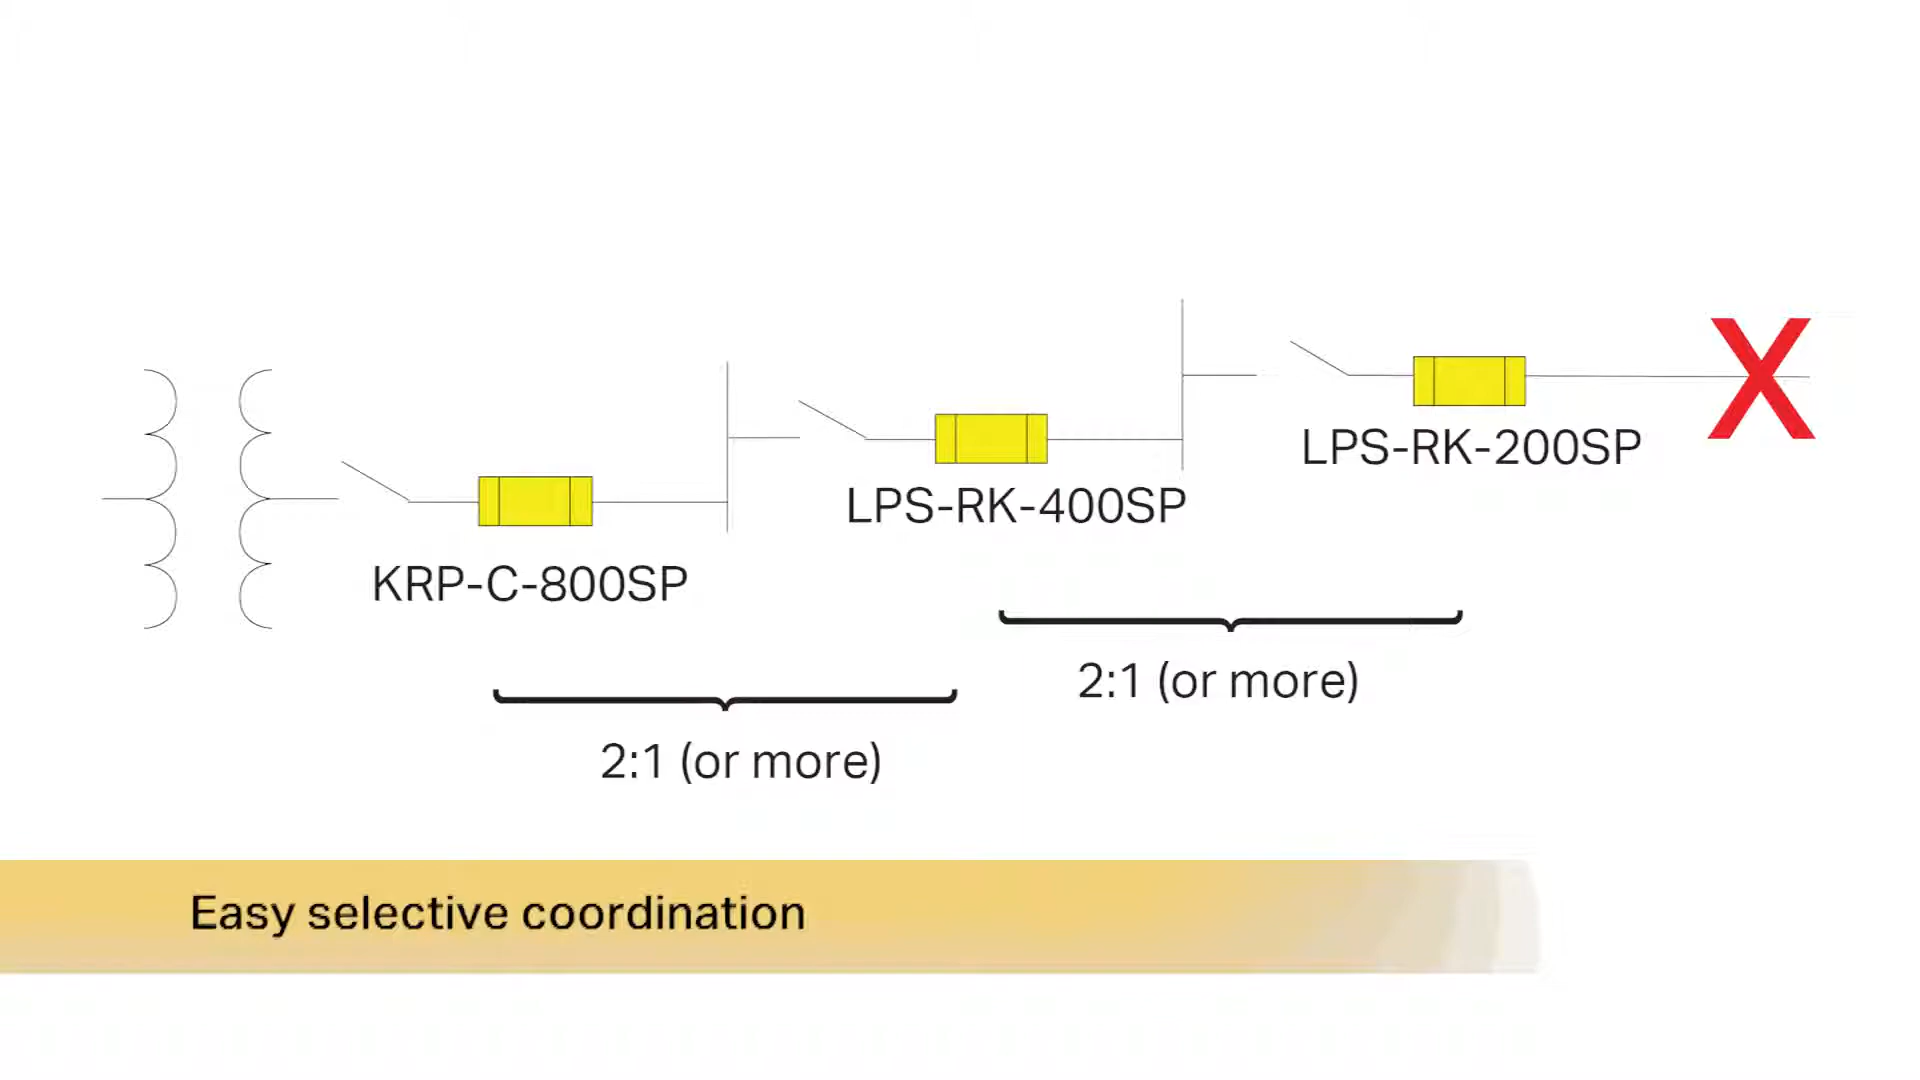 LPS-RK-200SP
LPS-RK-400SP
KRP-C-800SP
2:1 (or more)
2:1 (or more)
Easy selective coordination